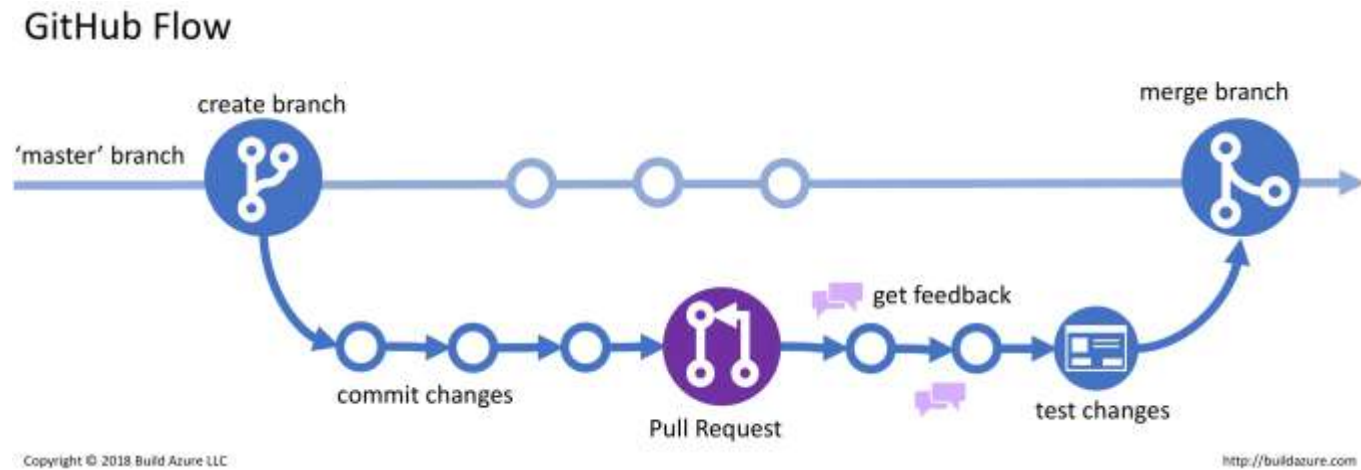 GitHub Flow
create branch
merge branch
'master' branch
get feedback
commit changes
Pull Request
test changes
Copyright © 2018 Build Azure LLC
http://buildazure.com